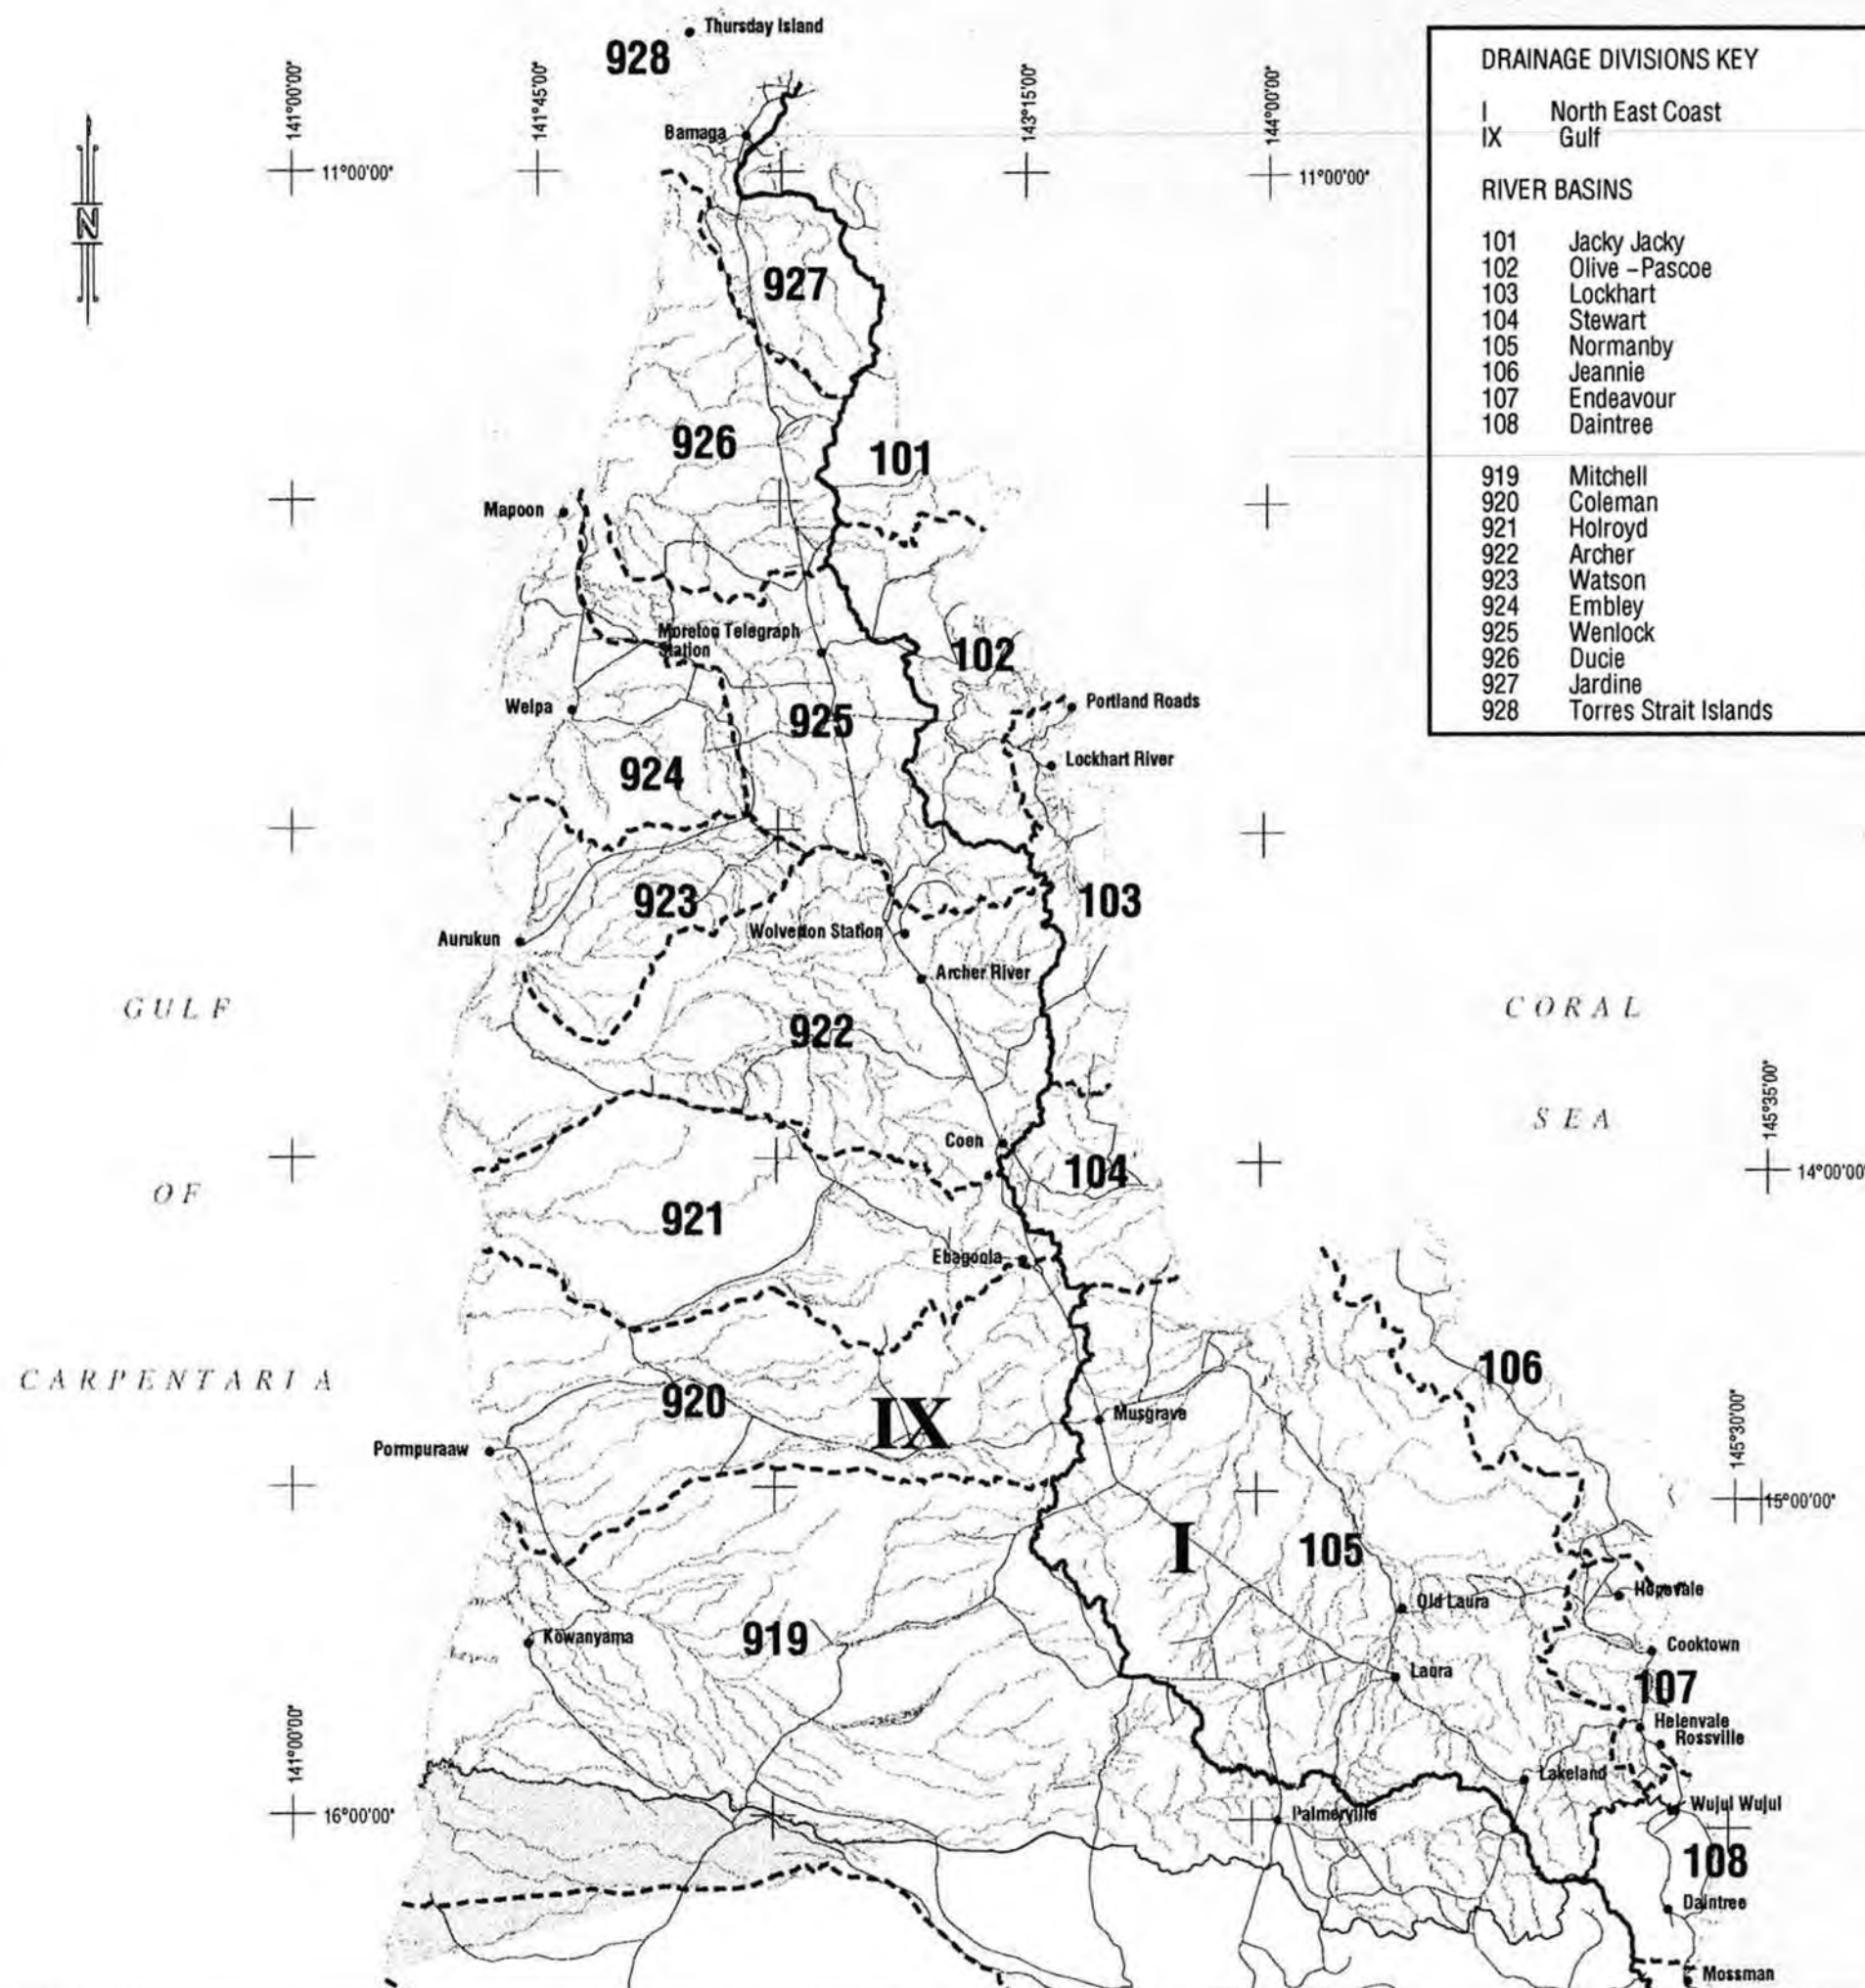 Thursday Island
928
141°00'00"
141°45'00"
143°15'00"
144°00'00"
Bamaga
11°00'00"
11°00'00"
N
927
926
101
Mapoon
Moreton Telegraph
Station
102
Weipa
925
Portland Roads
Lockhart River
924
923
103
Aurukun
Wolverton Station
Archer River
GULF
922
CORAL
145°35'00"
SEA
Coen
104
14°00'00"
OF
921
Ebagoola
CARPENTARIA
920
IX
106
Musgrave
145°30'00"
Pormpuraaw
15°00'00"
I
105
Old Laura
Hopevale
919
Kowanyama
Cooktown
Laura
107
Helenvale
Rossville
141°00'00"
Lakeland
16°00'00"
Palmerville
Wujul Wujul
108
Daintree
Mossman
DRAINAGE DIVISIONS KEY
I North East Coast
IX Gulf
RIVER BASINS
101 Jacky Jacky
102 Olive –Pascoe
103 Lockhart
104 Stewart
105 Normanby
106 Jeannie
107 Endeavour
108 Daintree
919 Mitchell
920 Coleman
921 Holroyd
922 Archer
923 Watson
924 Embley
925 Wenlock
926 Ducie
927 Jardine
928 Torres Strait Islands